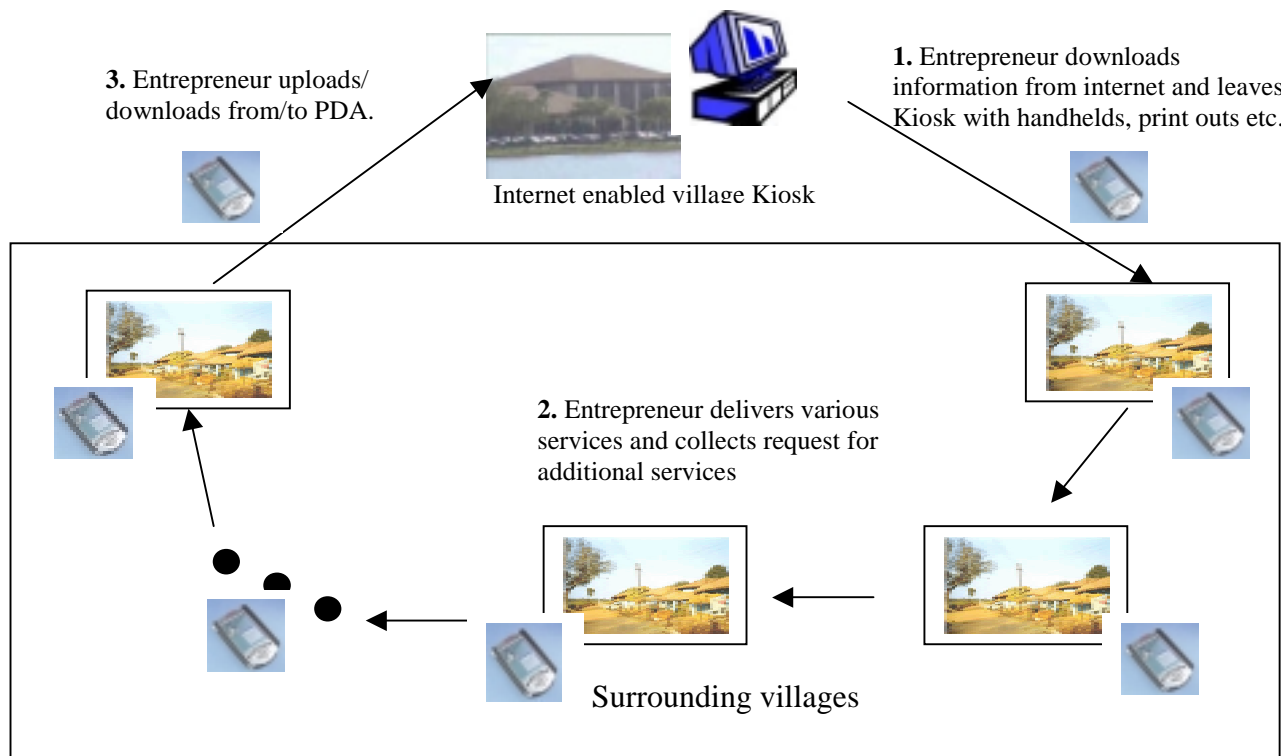 3. Entrepreneur uploads/
downloads from/to PDA.
1. Entrepreneur downloads
information from internet and leaves
Kiosk with handhelds, print outs etc.
Internet enabled village Kiosk
2. Entrepreneur delivers various
services and collects request for
additional services
Surrounding villages